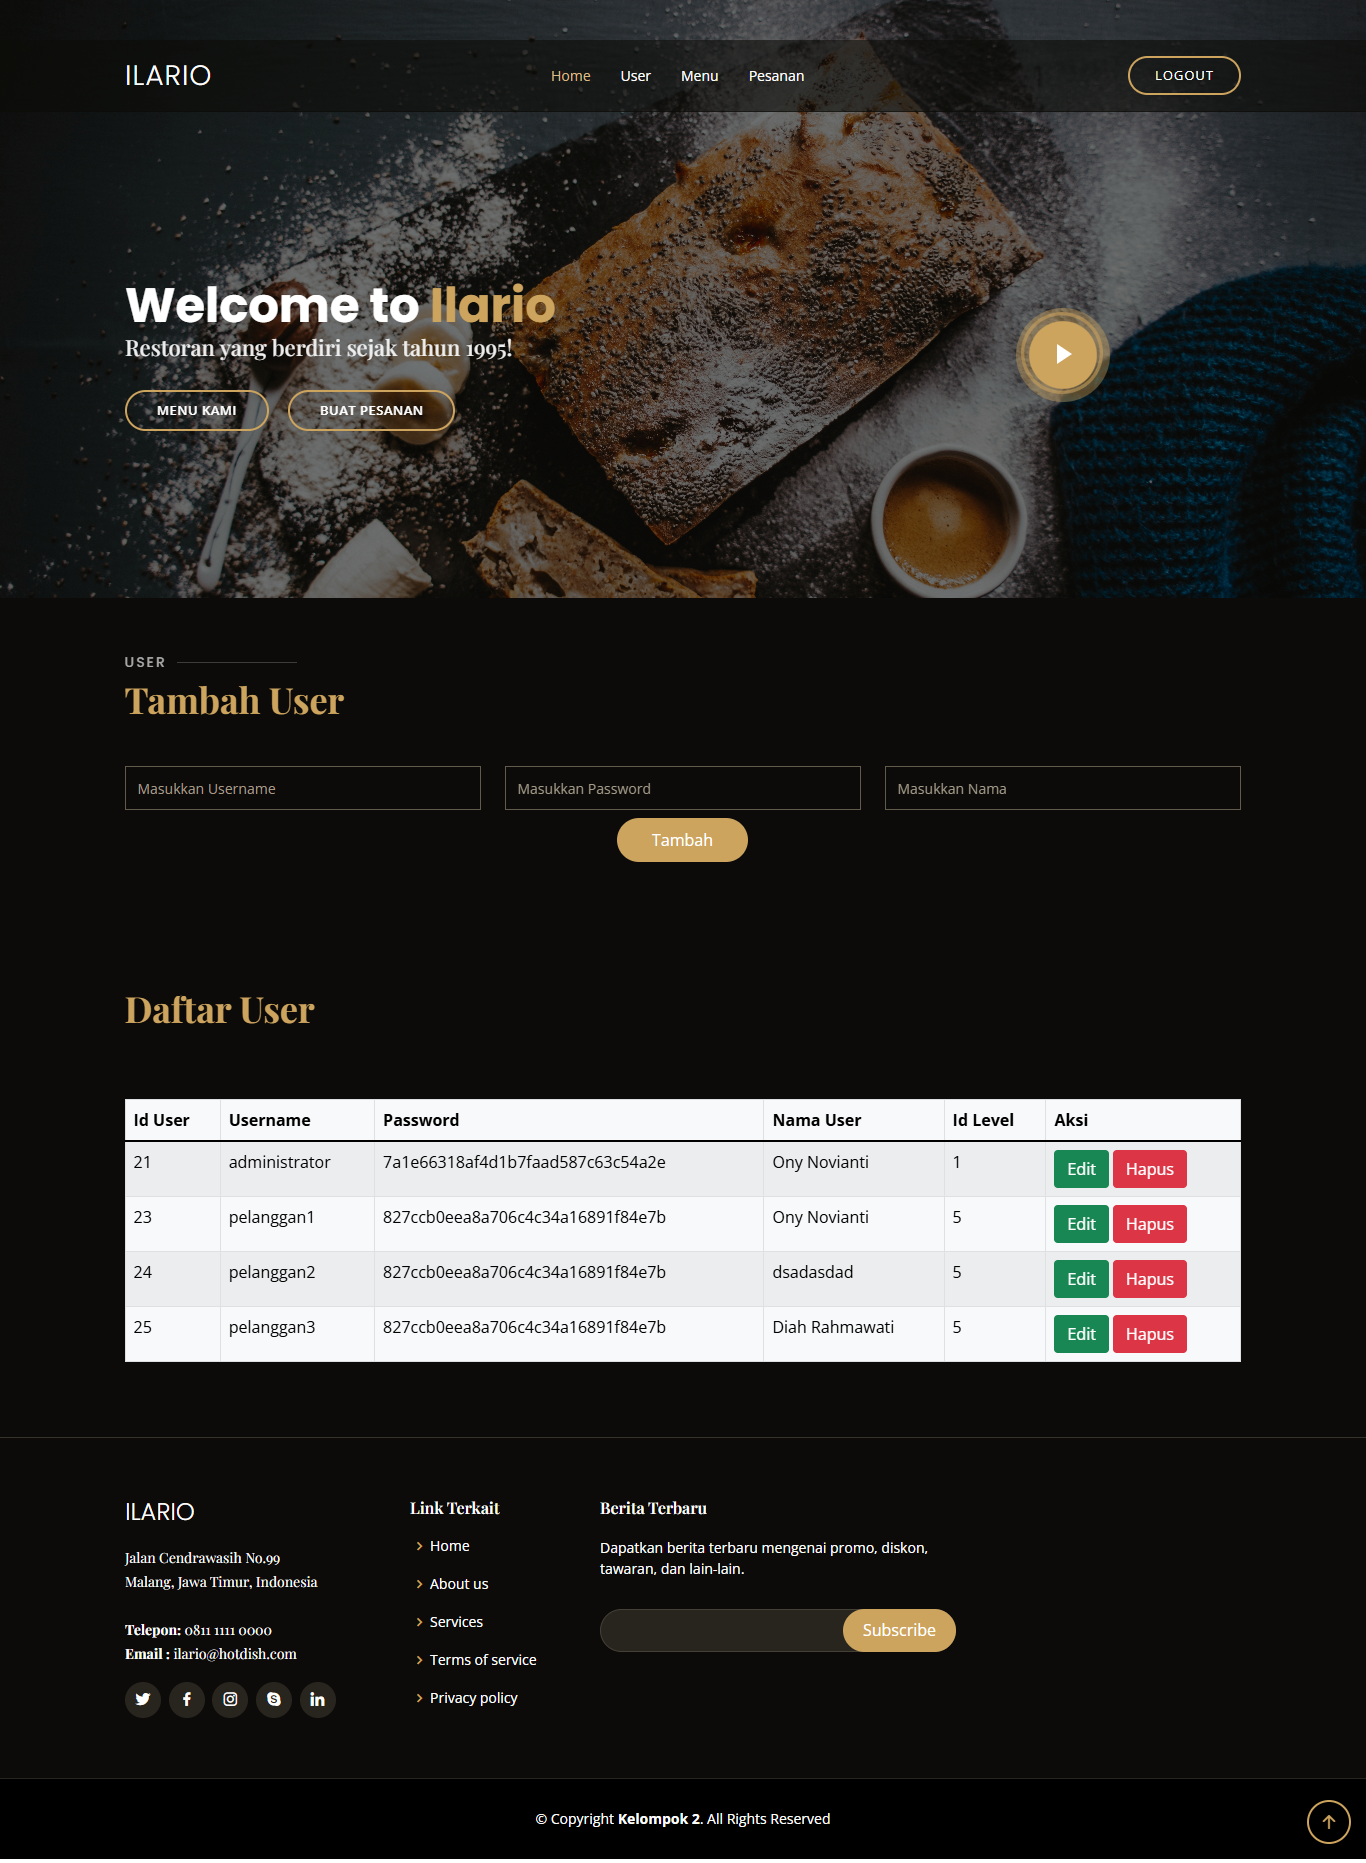 ILARIO
Home User Menu Pesanan
LOGOUT
Welcome to Ilario
Restoran yang berdiri sejak tahun 1995!
MENU KAMI BUAT PESANAN
USER
Tambah User
Masukkan Username Masukkan Password Masukkan Nama
Tambah
Daftar User
Id User Username Password Nama User Id Level Aksi
21 administrator 7a1e66318af4d1b7faad587c63c54a2e Ony Novianti 1 Edit Hapus
23 pelanggan1 827ccb0eea8a706c4c34a16891f84e7b Ony Novianti 5 Edit Hapus
24 pelanggan2 827ccb0eea8a706c4c34a16891f84e7b dsadasdad 5 Edit Hapus
25 pelanggan3 827ccb0eea8a706c4c34a16891f84e7b Diah Rahmawati 5 Edit Hapus
ILARIO
Jalan Cendrawasih No.99
Malang, Jawa Timur, Indonesia
Telepon: 0811 1111 0000
Email : ilario@hotdish.com
Link Terkait
Home
About us
Services
Terms of service
Privacy policy
Berita Terbaru
Dapatkan berita terbaru mengenai promo, diskon,
tawaran, dan lain-lain.
Subscribe
© Copyright Kelompok 2. All Rights Reserved